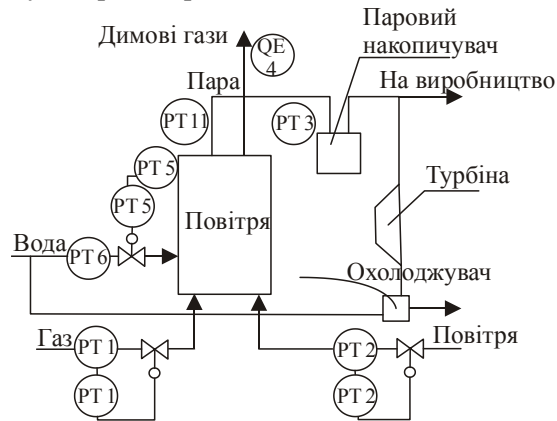 Паровий
накопичувач
Димові гази
QE
4
Пара
На виробництво
PT 11
PT 3
PT 5
Турбіна
PT 5
Повітря
Вода
PT 6
Охолоджувач
Газ
PT 1
PT 2
Повітря
PT 1
PT 2